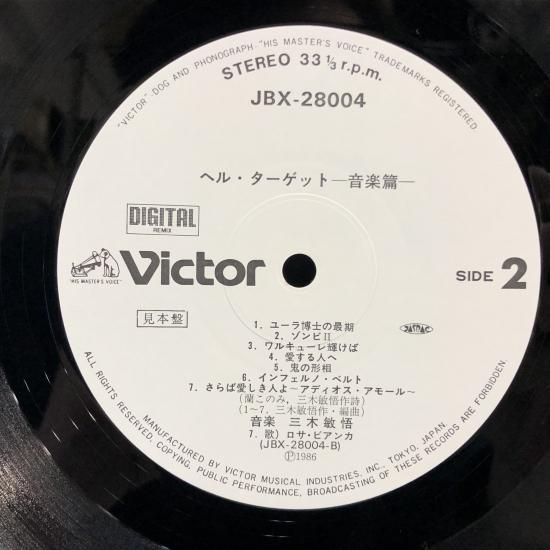 "VICTOR"-DOG AND PHONOGRAPH-"HIS MASTER'S VOICE" TRADEMARKS REGISTERED.
STEREO 33 1/3 r.p.m.
JBX-28004
ヘル・ターゲット—音楽篇—
DIGITAL
REMIX
Victor
"HIS MASTER'S VOICE"
SIDE 2
見本盤
JASRAC
1. ユーラ博士の最期
2. ゾンビⅡ
3. ワルキューレ輝けば
4. 愛する人へ
5. 鬼の形相
6. インフェルノ・ベルト
7. さらば愛しき人よ〜アディオス・アモール〜
(蘭このみ, 三木敏悟作詩)
(1〜7, 三木敏悟作・編曲)
音楽 三木敏悟
7. 歌) ロサ・ビアンカ
(JBX-28004-B)
Ⓟ1986
ALL RIGHTS RESERVED. COPYING, PUBLIC PERFORMANCE, BROADCASTING OF THESE RECORDS ARE FORBIDDEN.
MANUFACTURED BY VICTOR MUSICAL INDUSTRIES, INC., TOKYO, JAPAN.